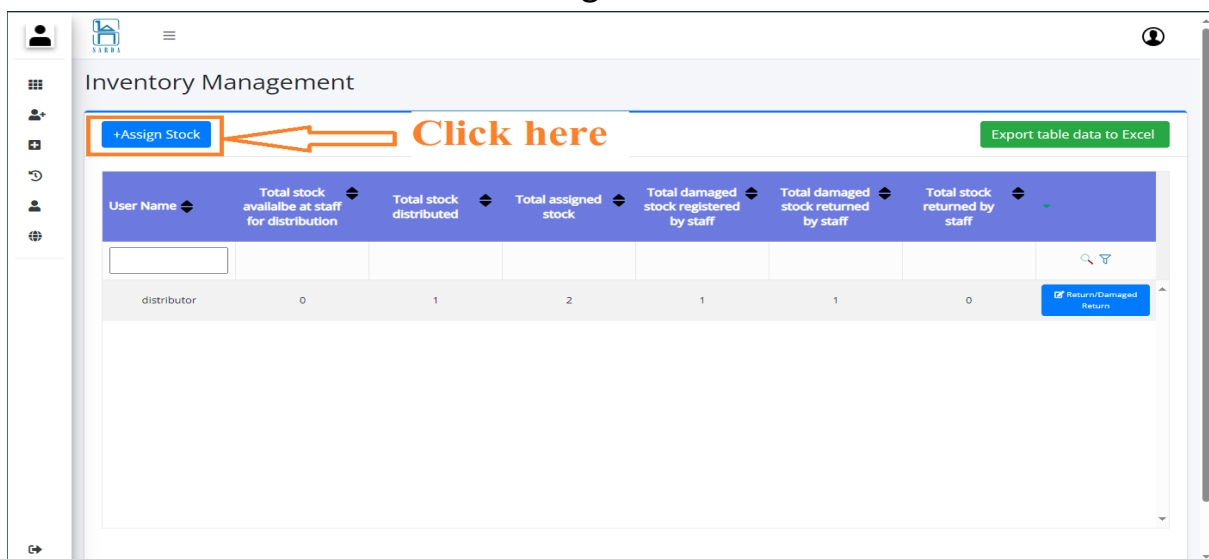 SARRA
Inventory Management
+Assign Stock
Click here
Export table data to Excel
User Name
Total stock
availalbe at staff
for distribution
Total stock
distributed
Total assigned
stock
Total damaged
stock registered
by staff
Total damaged
stock returned
by staff
Total stock
returned by
staff
distributor 0 1 2 1 1 0
Return/Damaged
Return